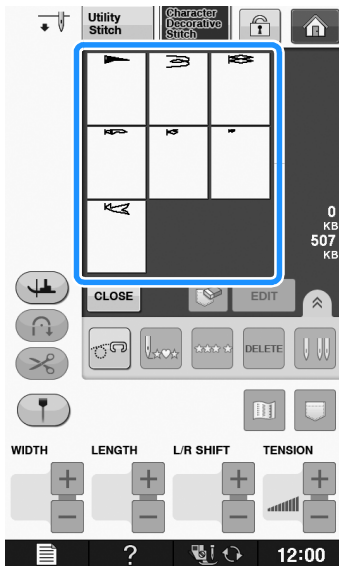 Utility
Stitch
Character
Decorative
Stitch
0
KB
507
KB
CLOSE
EDIT
DELETE
WIDTH
LENGTH
L/R SHIFT
TENSION
?
12:00